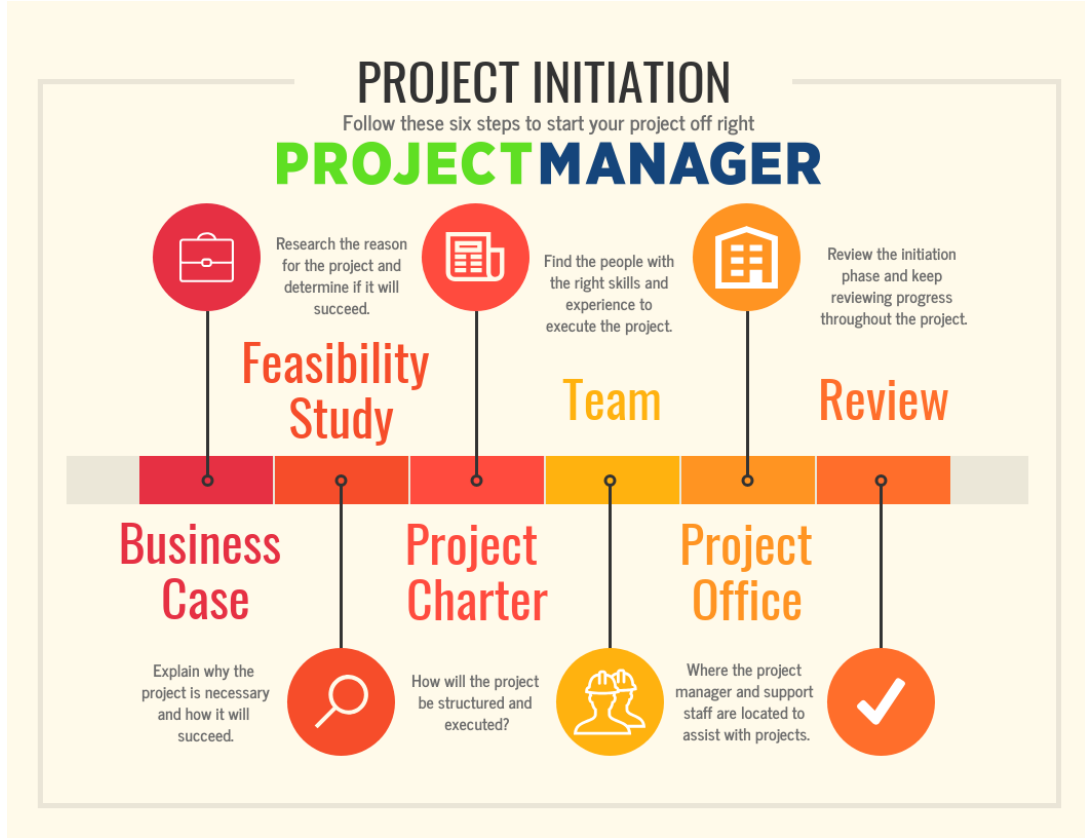 PROJECT INITIATION
Follow these six steps to start your project off right
PROJECTMANAGER
Business
Case
Explain why the
project is necessary
and how it will
succeed.
Research the reason
for the project and
determine if it will
succeed.
Feasibility
Study
Project
Charter
How will the project
be structured and
executed?
Find the people with
the right skills and
experience to
execute the project.
Team
Project
Office
Where the project
manager and support
staff are located to
assist with projects.
Review the initiation
phase and keep
reviewing progress
throughout the project.
Review